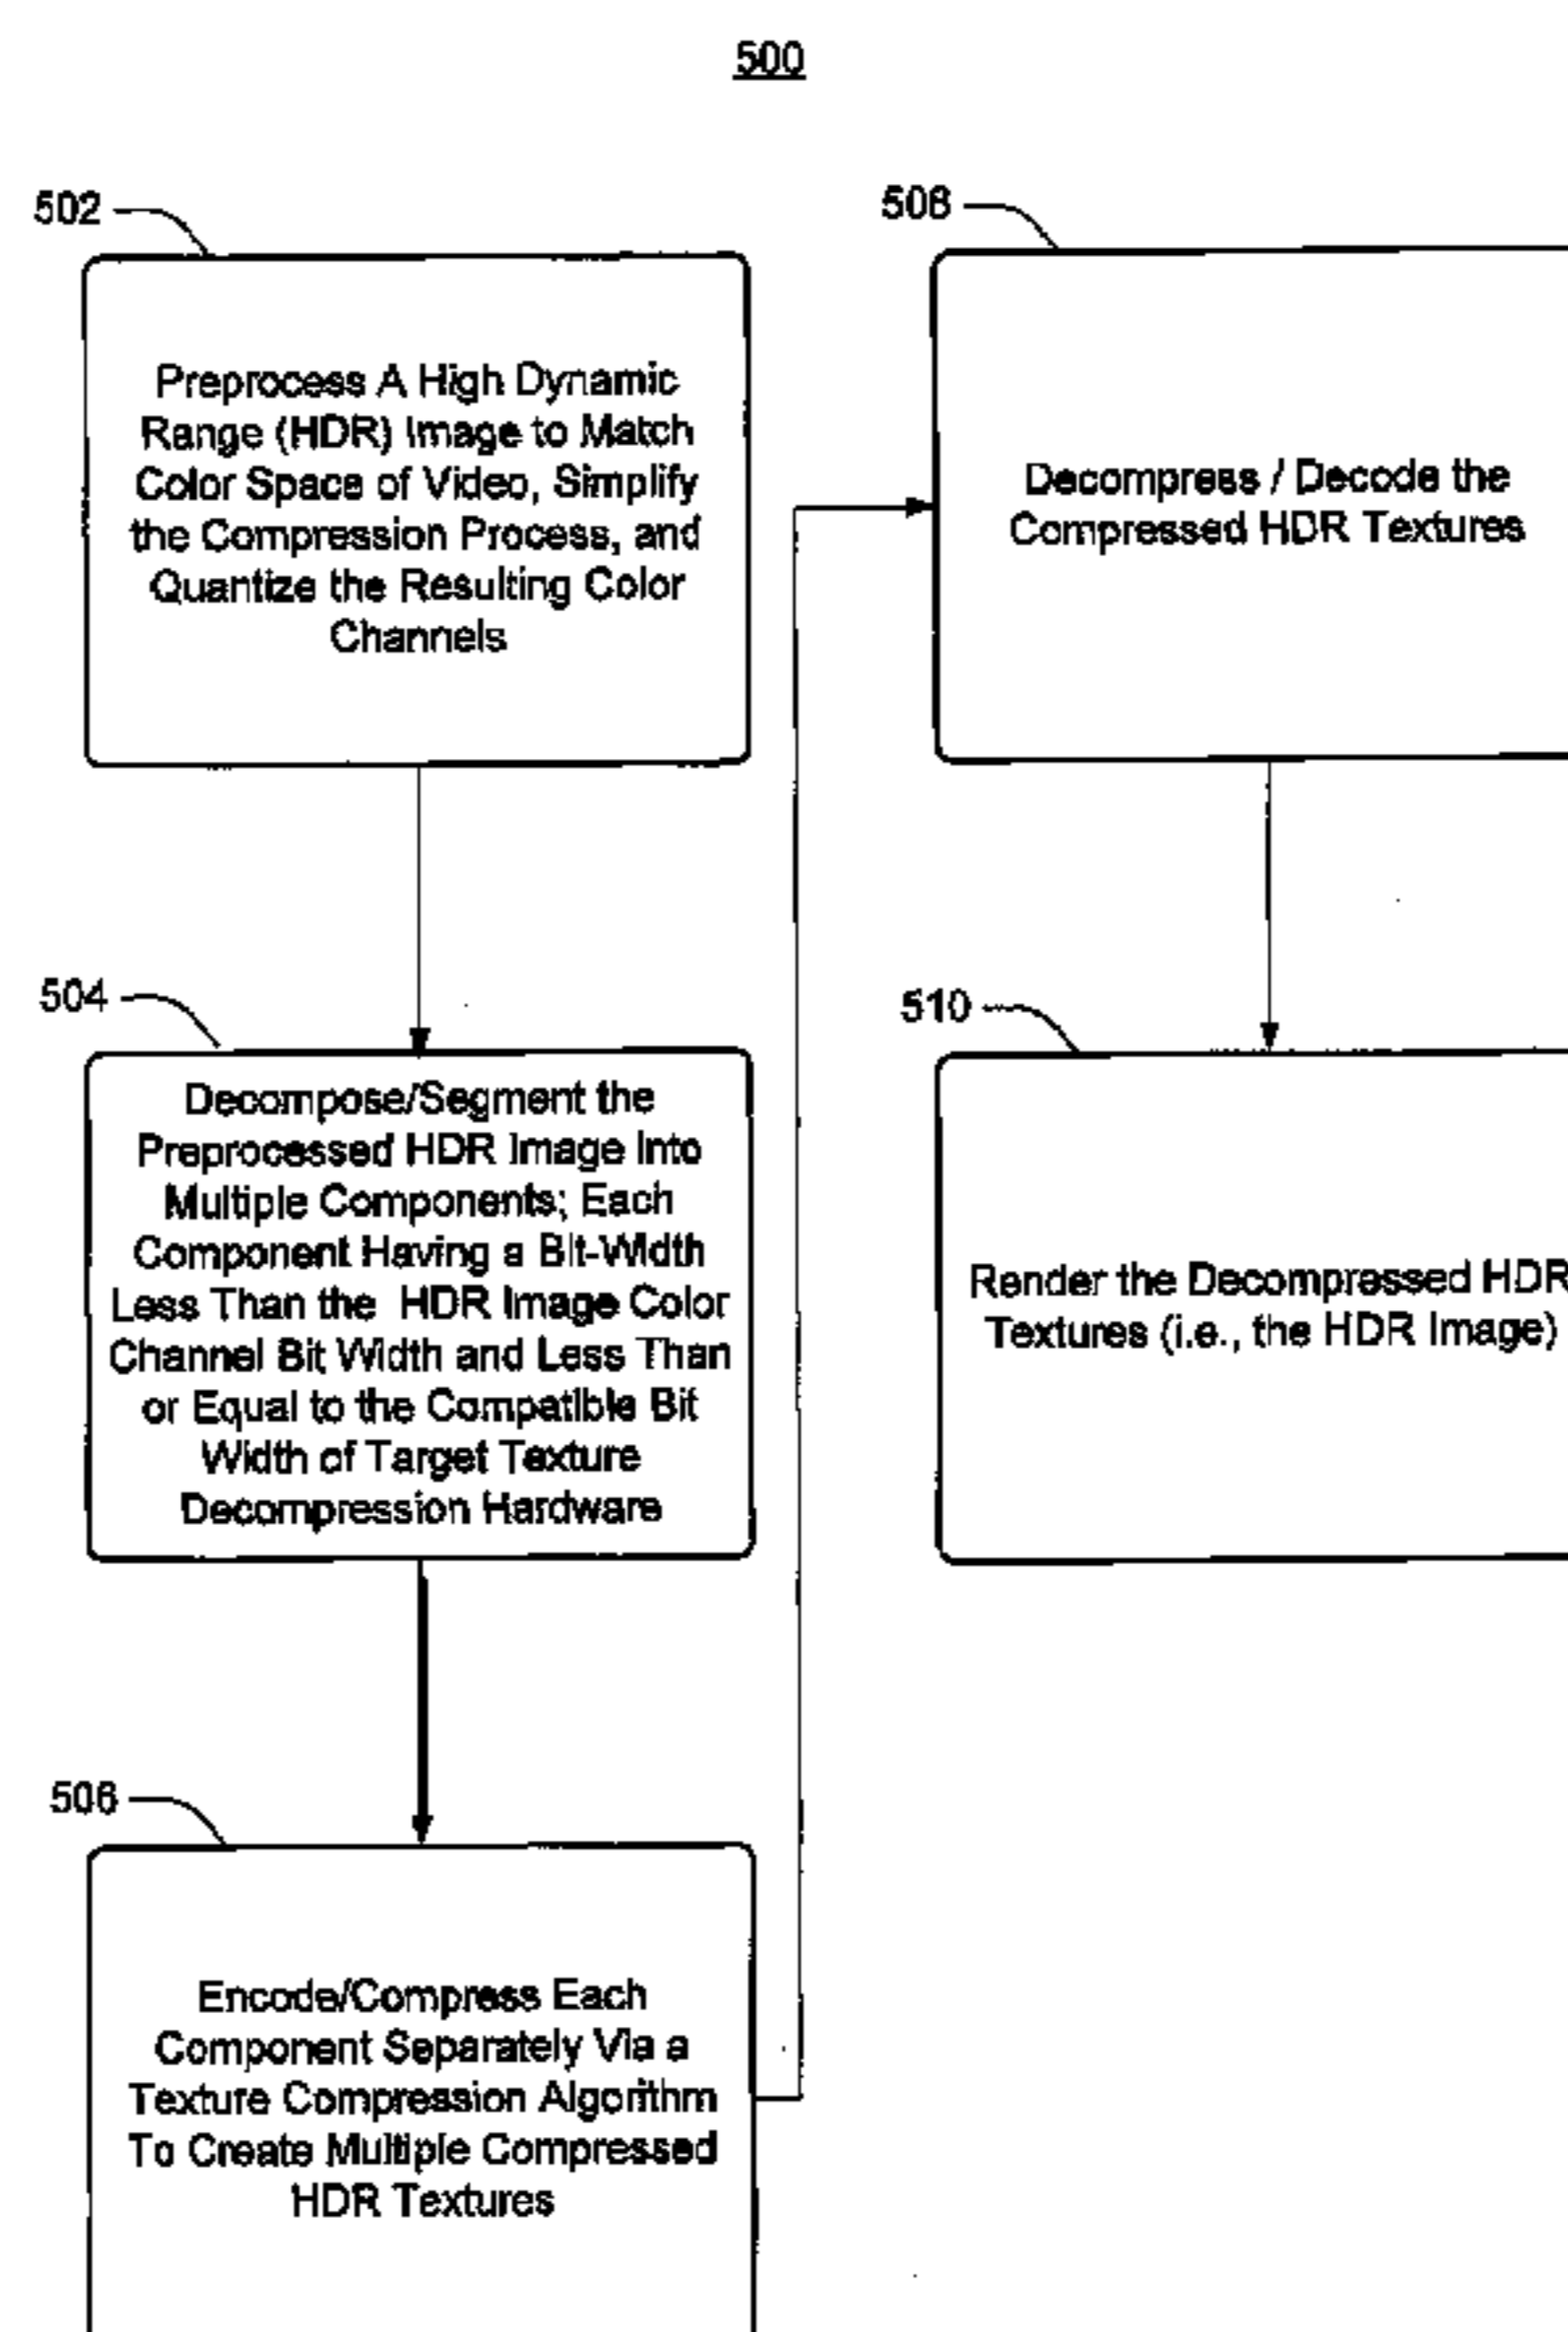 500
502
Preprocess A High Dynamic
Range (HDR) Image to Match
Color Space of Video, Simplify
the Compression Process, and
Quantize the Resulting Color
Channels
504
Decompose/Segment the
Preprocessed HDR Image Into
Multiple Components; Each
Component Having a Bit-Width
Less Than the HDR Image Color
Channel Bit Width and Less Than
or Equal to the Compatible Bit
Width of Target Texture
Decompression Hardware
506
Encode/Compress Each
Component Separately Via a
Texture Compression Algorithm
To Create Multiple Compressed
HDR Textures
508
Decompress / Decode the
Compressed HDR Textures
510
Render the Decompressed HDR
Textures (i.e., the HDR Image)